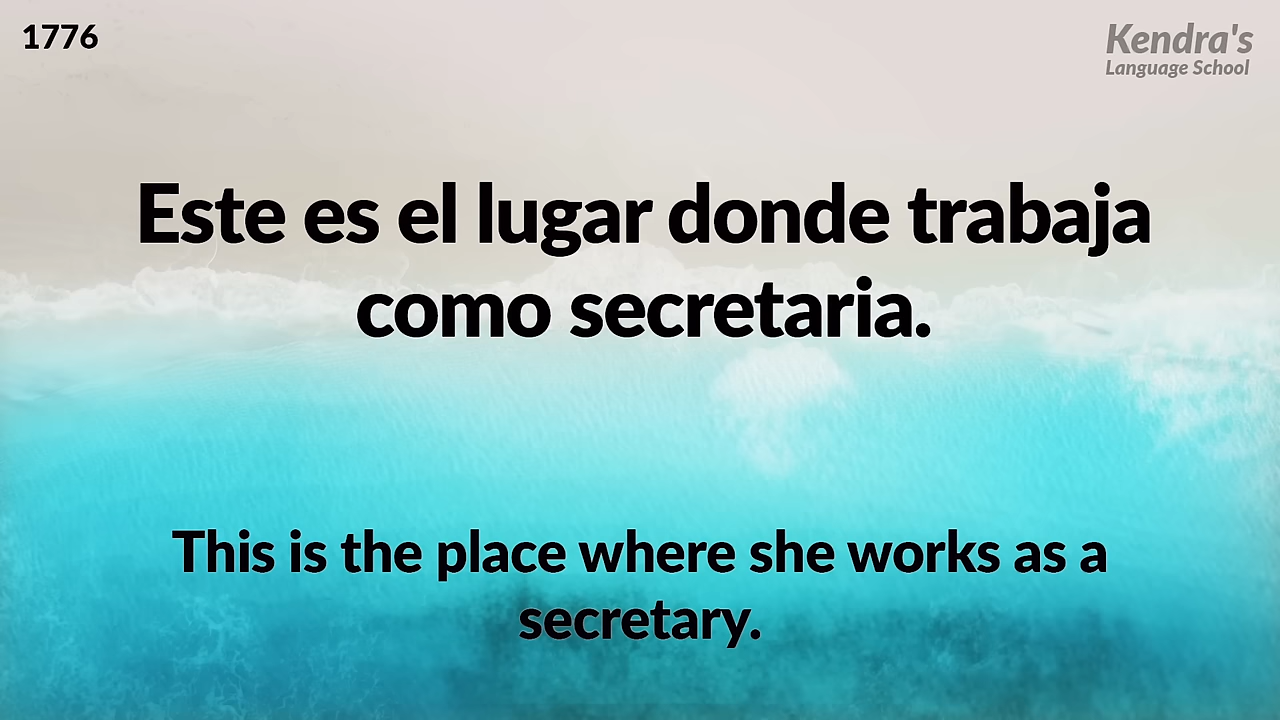 1776
Kendra's
Language School
Este es el lugar donde trabaja
como secretaria.
This is the place where she works as a
secretary.